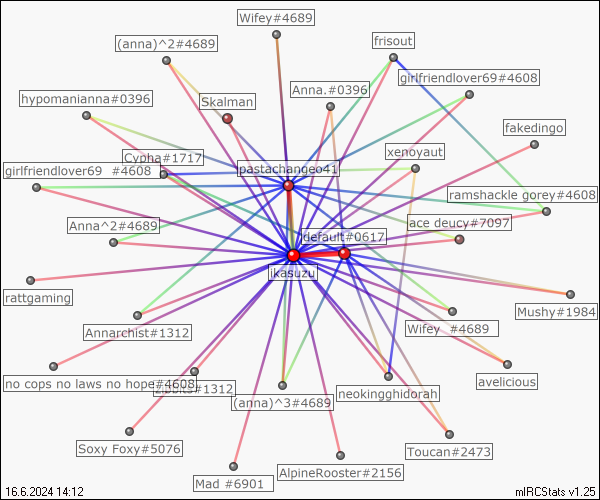 Wifey#4689
(anna)^2#4689
frisout
girlfriendlover69#4608
hypomanianna#0396
Skalman
Anna.#0396
fakedingo
Cypha#1717
xenoyaut
girlfriendlover69  #4608
pastachangeo41
ramshackle gorey#4608
Anna^2#4689
ace deucy#7097
default#0617
ikasuzu
rattgaming
Mushy#1984
Annarchist#1312
Wifey  #4689
no cops no laws no hope#4608
#1312
avelicious
(anna)^3#4689
neokingghidorah
Soxy Foxy#5076
Toucan#2473
Mad #6901
AlpineRooster#2156
16.6.2024 14:12
mIRCStats v1.25